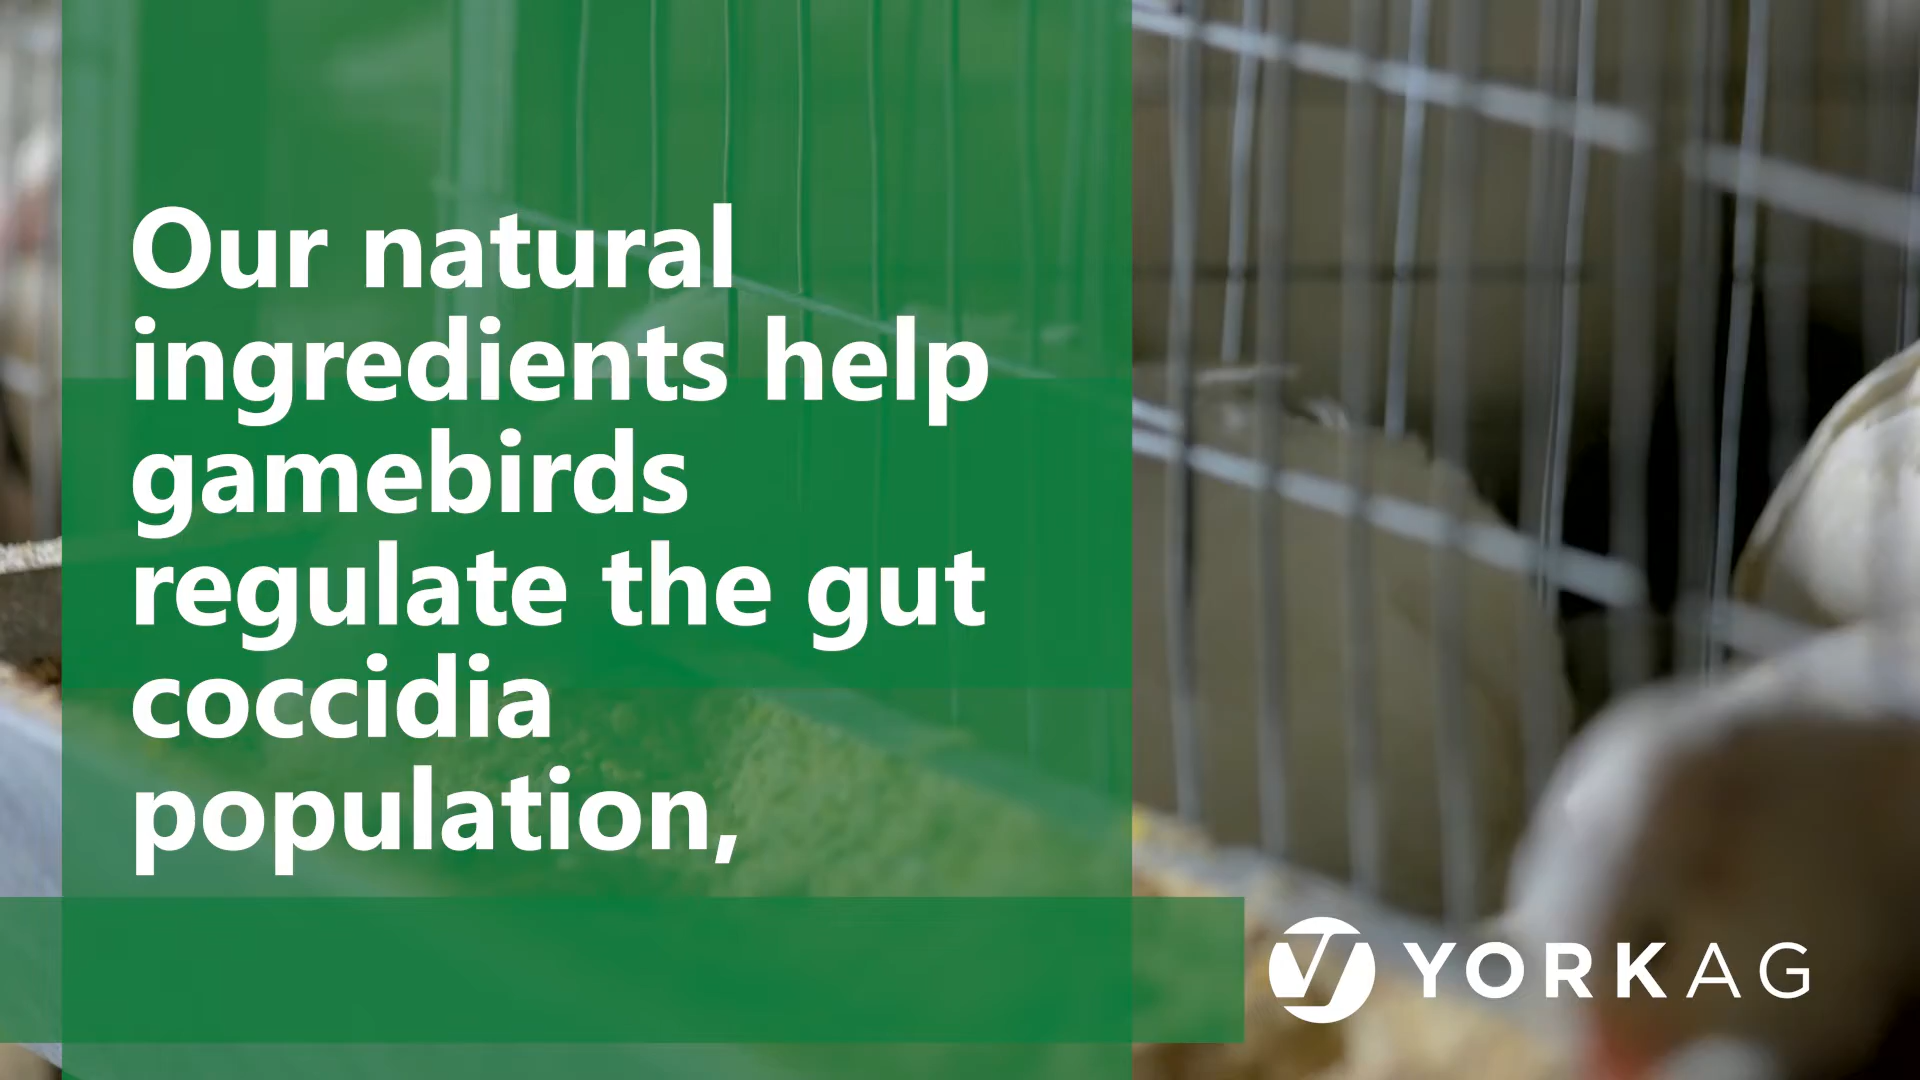 Our natural
ingredients help
gamebirds
regulate the gut
coccidia
population,
YORKAG